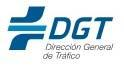 DGT
Dirección General
de Tráfico